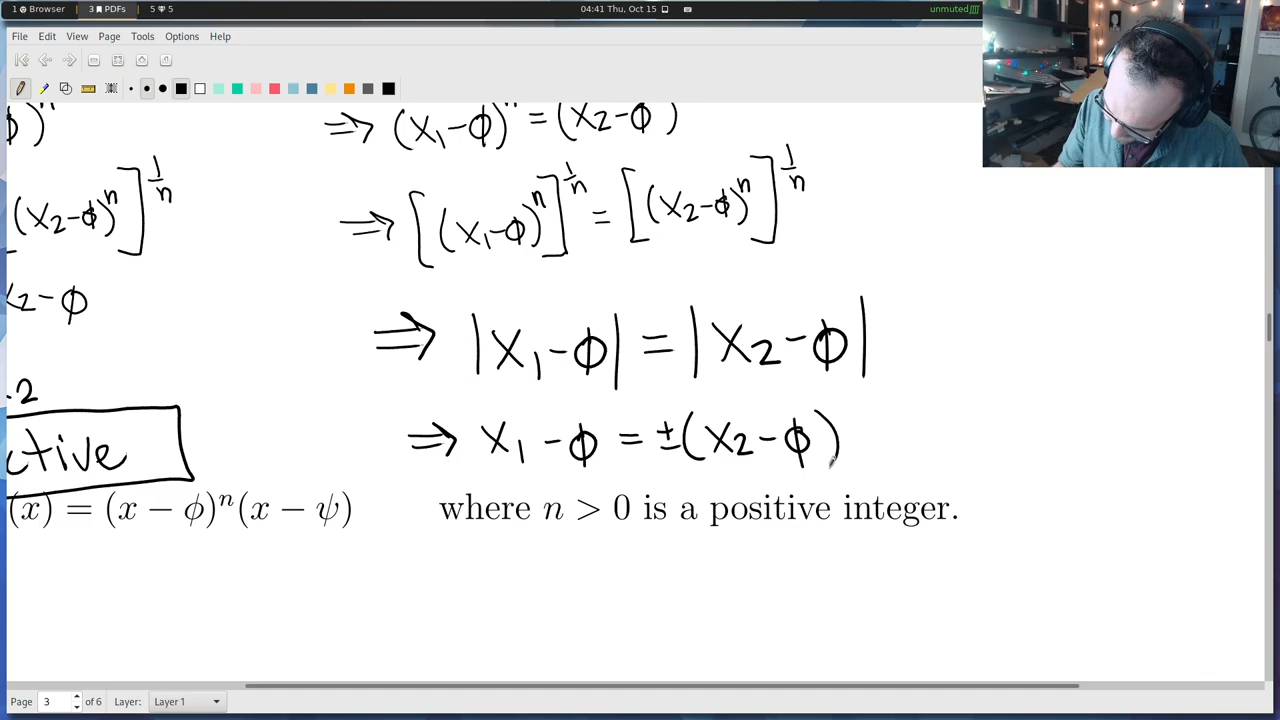 1 Browser 3 PDFs 5 5 04:41 Thu, Oct 15 unmuted
File Edit View Page Tools Options Help
ϕ)ⁿ ⇒ (x₁-ϕ)ⁿ = (x₂-ϕ)
(x₂-ϕ)ⁿ]^{1/n} ⇒ [(x₁-ϕ)ⁿ]^{1/n} = [(x₂-ϕ)ⁿ]^{1/n}
x₂-ϕ
⇒ |x₁-ϕ| = |x₂-ϕ|
2
⇒ x₁-ϕ = ±(x₂-ϕ)
ctive
(x) = (x − ϕ)ⁿ(x − ψ) where n > 0 is a positive integer.
Page 3 of 6 Layer: Layer 1